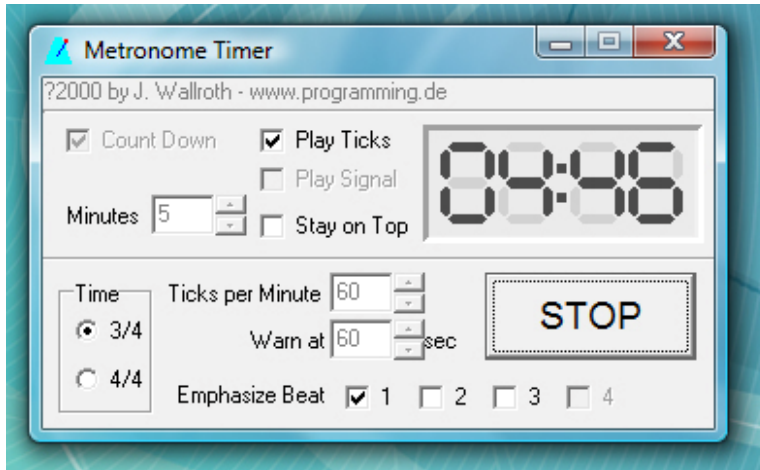 Metronome Timer
?2000 by J. Wallroth - www.programming.de
Count Down
Play Ticks
Play Signal
Minutes 5
Stay on Top
04:46
Time
3/4
4/4
Ticks per Minute 60
Warn at 60 sec
STOP
Emphasize Beat 1 2 3 4